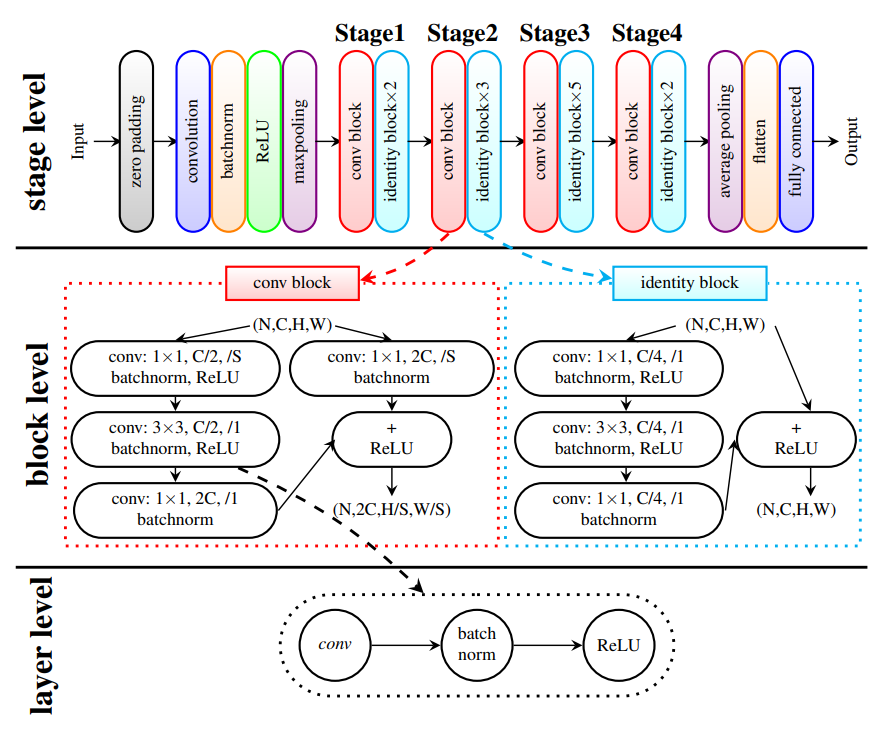 Stage1 Stage2 Stage3 Stage4
stage level
Input
zero padding
convolution
batchnorm
ReLU
maxpooling
conv block
identity block×2
conv block
identity block×3
conv block
identity block×5
conv block
identity block×2
average pooling
flatten
fully connected
Output
block level
conv block
(N,C,H,W)
conv: 1×1, C/2, /S
batchnorm, ReLU
conv: 3×3, C/2, /1
batchnorm, ReLU
conv: 1×1, 2C, /1
batchnorm
conv: 1×1, 2C, /S
batchnorm
+
ReLU
(N,2C,H/S,W/S)
identity block
(N,C,H,W)
conv: 1×1, C/4, /1
batchnorm, ReLU
conv: 3×3, C/4, /1
batchnorm, ReLU
conv: 1×1, C/4, /1
batchnorm
+
ReLU
(N,C,H,W)
layer level
conv
batch
norm
ReLU